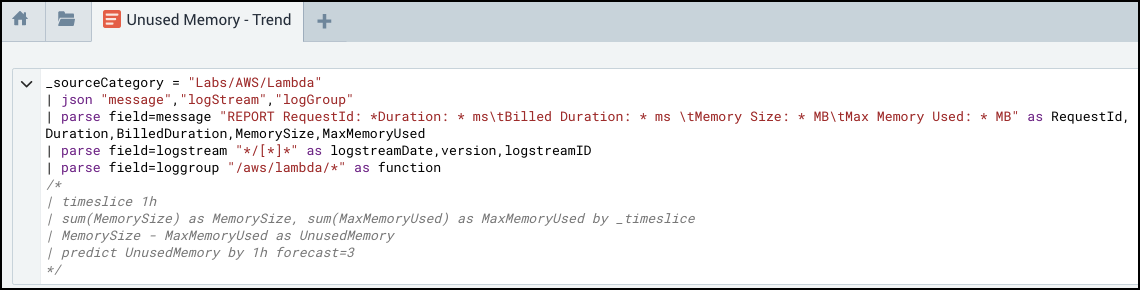 Unused Memory - Trend
_sourceCategory = "Labs/AWS/Lambda"
| json "message","logStream","logGroup"
| parse field=message "REPORT RequestId: *Duration: * ms\tBilled Duration: * ms \tMemory Size: * MB\tMax Memory Used: * MB" as RequestId,
Duration,BilledDuration,MemorySize,MaxMemoryUsed
| parse field=logstream "*/[*]*" as logstreamDate,version,logstreamID
| parse field=loggroup "/aws/lambda/*" as function
/*
| timeslice 1h
| sum(MemorySize) as MemorySize, sum(MaxMemoryUsed) as MaxMemoryUsed by _timeslice
| MemorySize - MaxMemoryUsed as UnusedMemory
| predict UnusedMemory by 1h forecast=3
*/